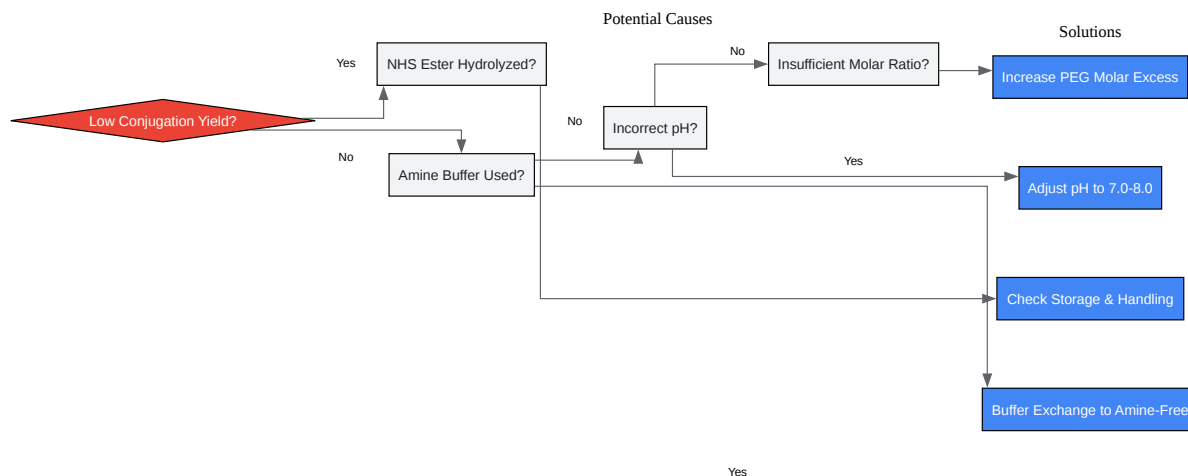 Potential Causes
Solutions
Yes
NHS Ester Hydrolyzed?
No
Insufficient Molar Ratio?
Increase PEG Molar Excess
Low Conjugation Yield?
No
Incorrect pH?
No
Amine Buffer Used?
Yes
Adjust pH to 7.0-8.0
Check Storage & Handling
Buffer Exchange to Amine-Free
Yes